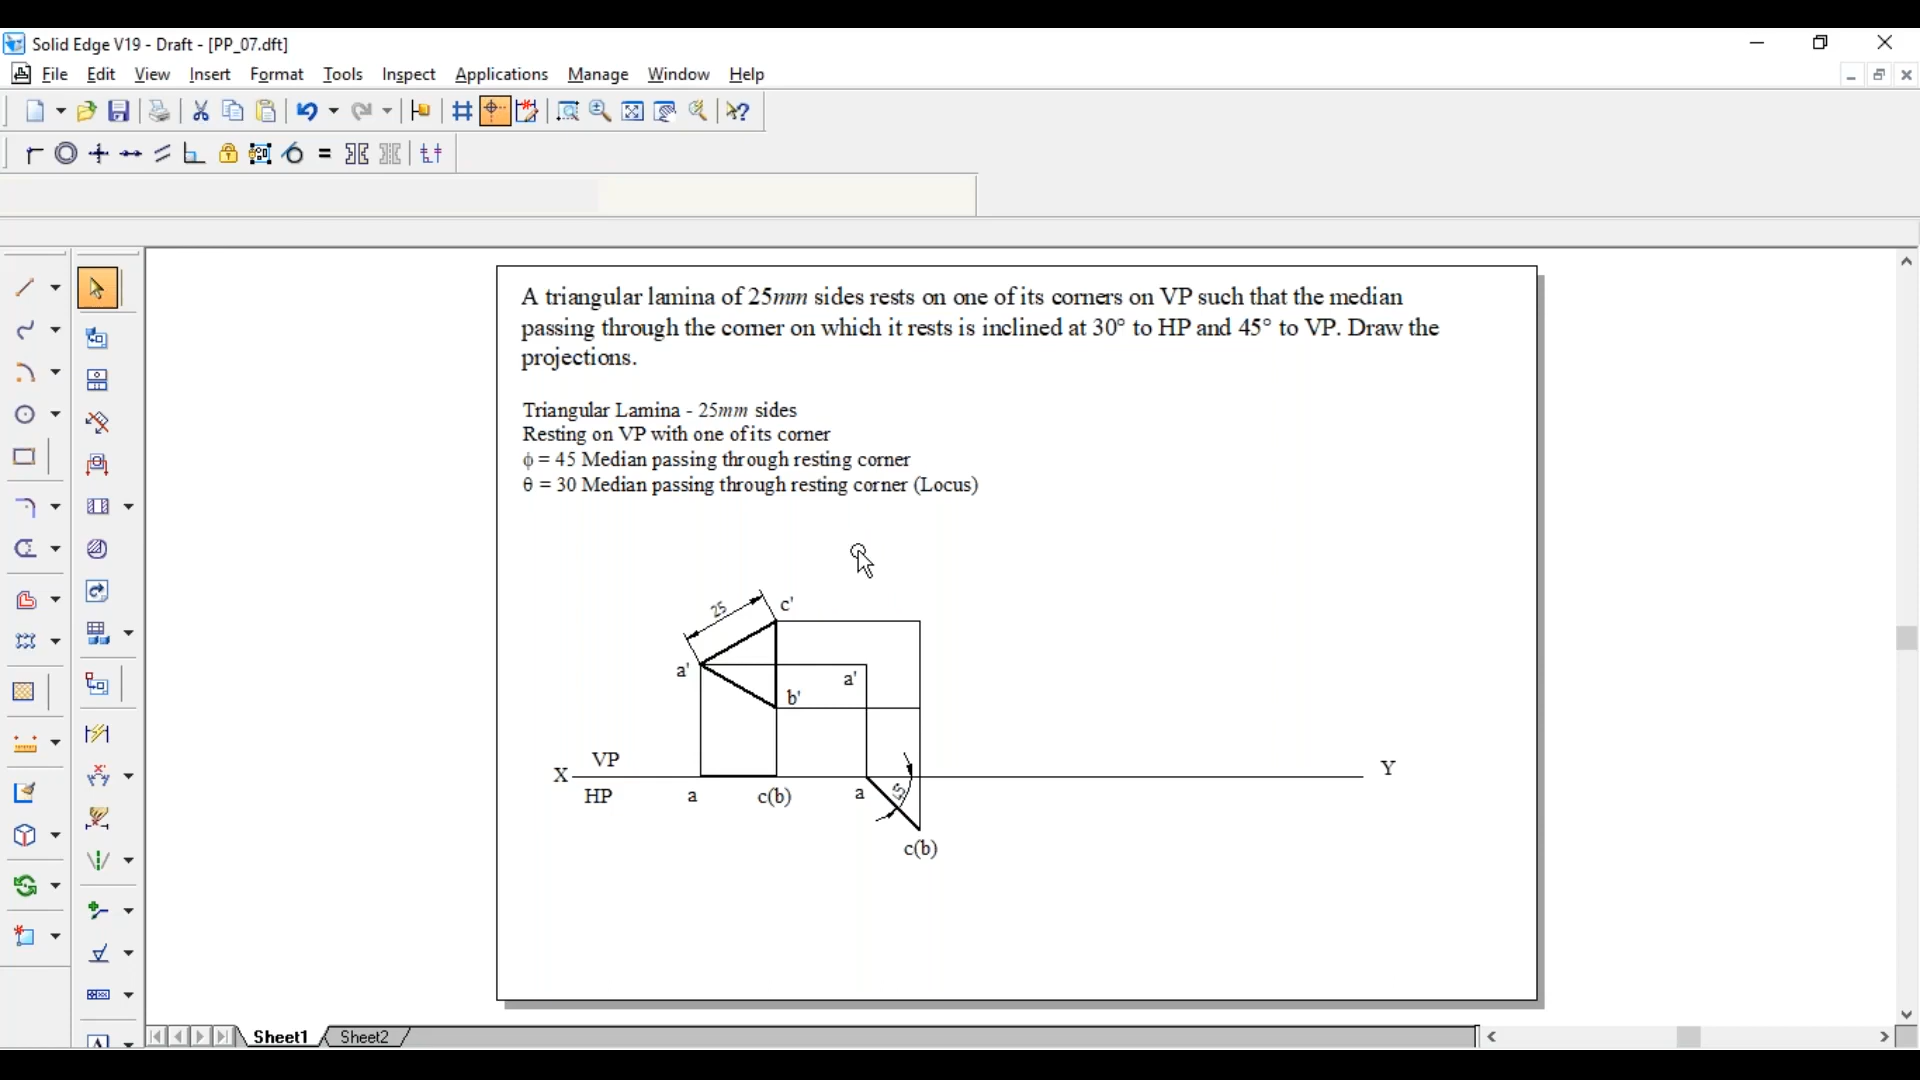 Solid Edge V19 - Draft - [PP_07.dft]
File Edit View Insert Format Tools Inspect Applications Manage Window Help
A triangular lamina of 25mm sides rests on one of its corners on VP such that the median
passing through the corner on which it rests is inclined at 30° to HP and 45° to VP. Draw the
projections.
Triangular Lamina - 25mm sides
Resting on VP with one of its corner
ϕ = 45 Median passing through resting corner
θ = 30 Median passing through resting corner (Locus)
25
c'
a'
a'
b'
VP
X
Y
HP
a
c(b)
a
45
c(b)
Sheet1 Sheet2